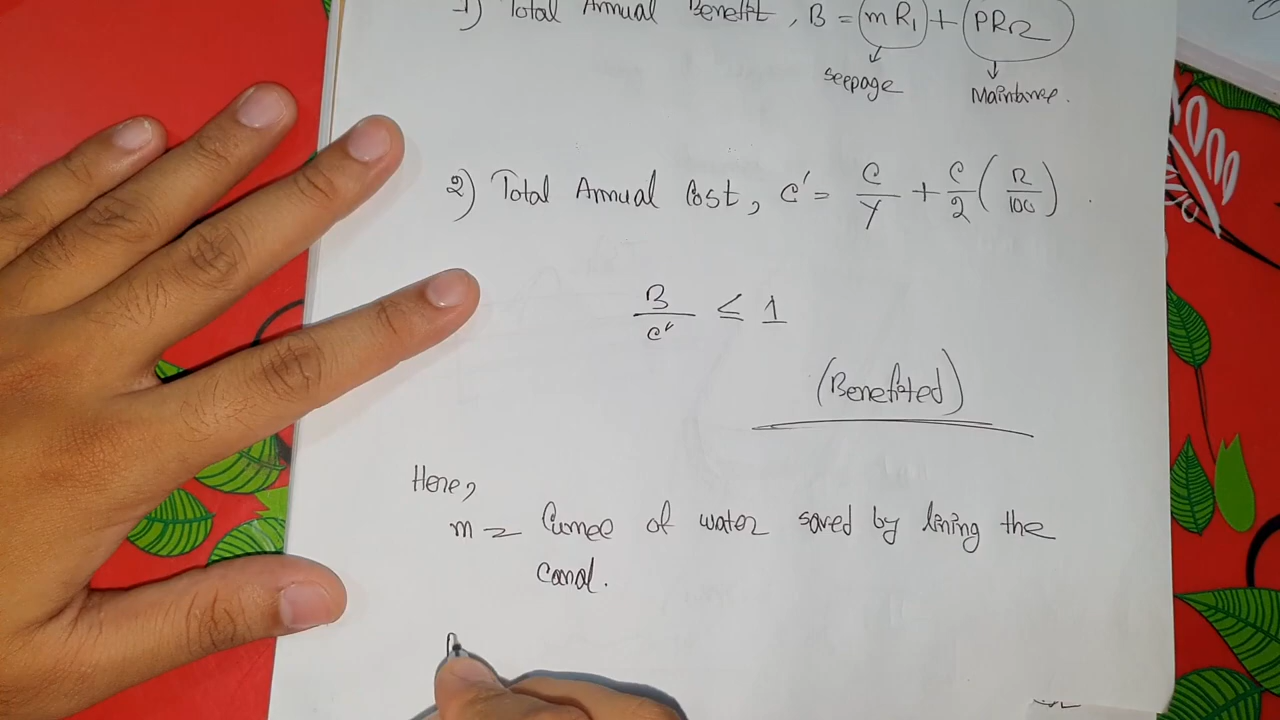 1) Total Annual Benefit, B = mR1 + PR2
Seepage
Maintance.
2) Total Annual Cost, C' = C/Y + C/2 (R/100)
B/C' ≤ 1
(Benefited)
Here,
m = Cumec of water saved by lining the
canal.